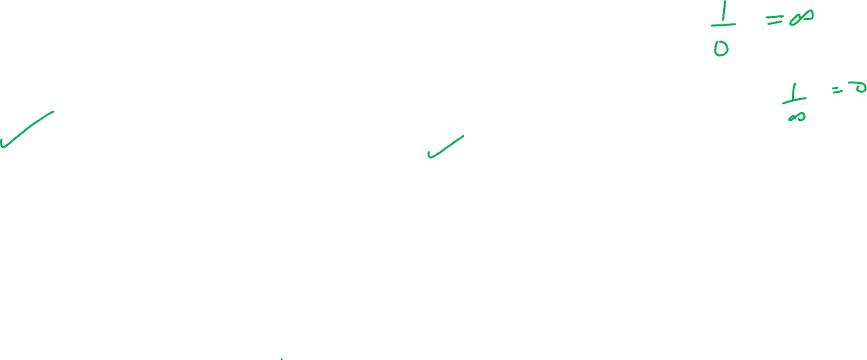 1/0 = ∞
1/∞ = 0